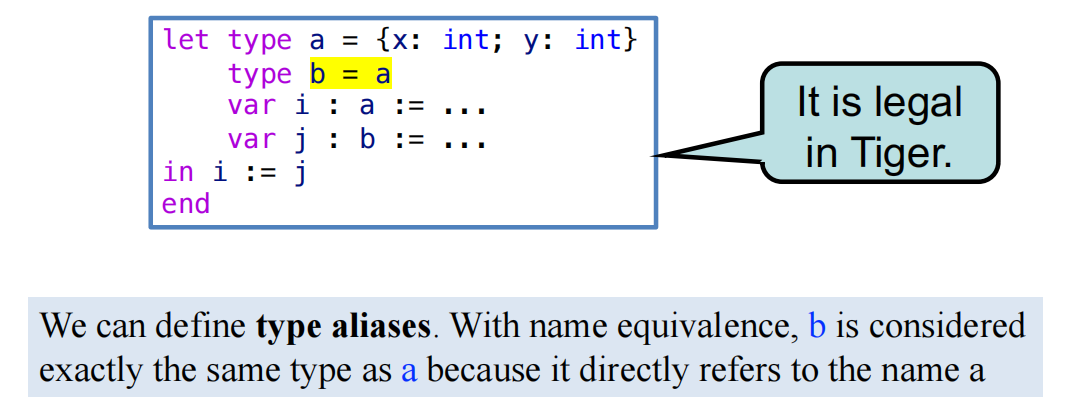 let type a = {x: int; y: int}
type b = a
var i : a := ...
var j : b := ...
in i := j
end
It is legal
in Tiger.
We can define type aliases. With name equivalence, b is considered
exactly the same type as a because it directly refers to the name a